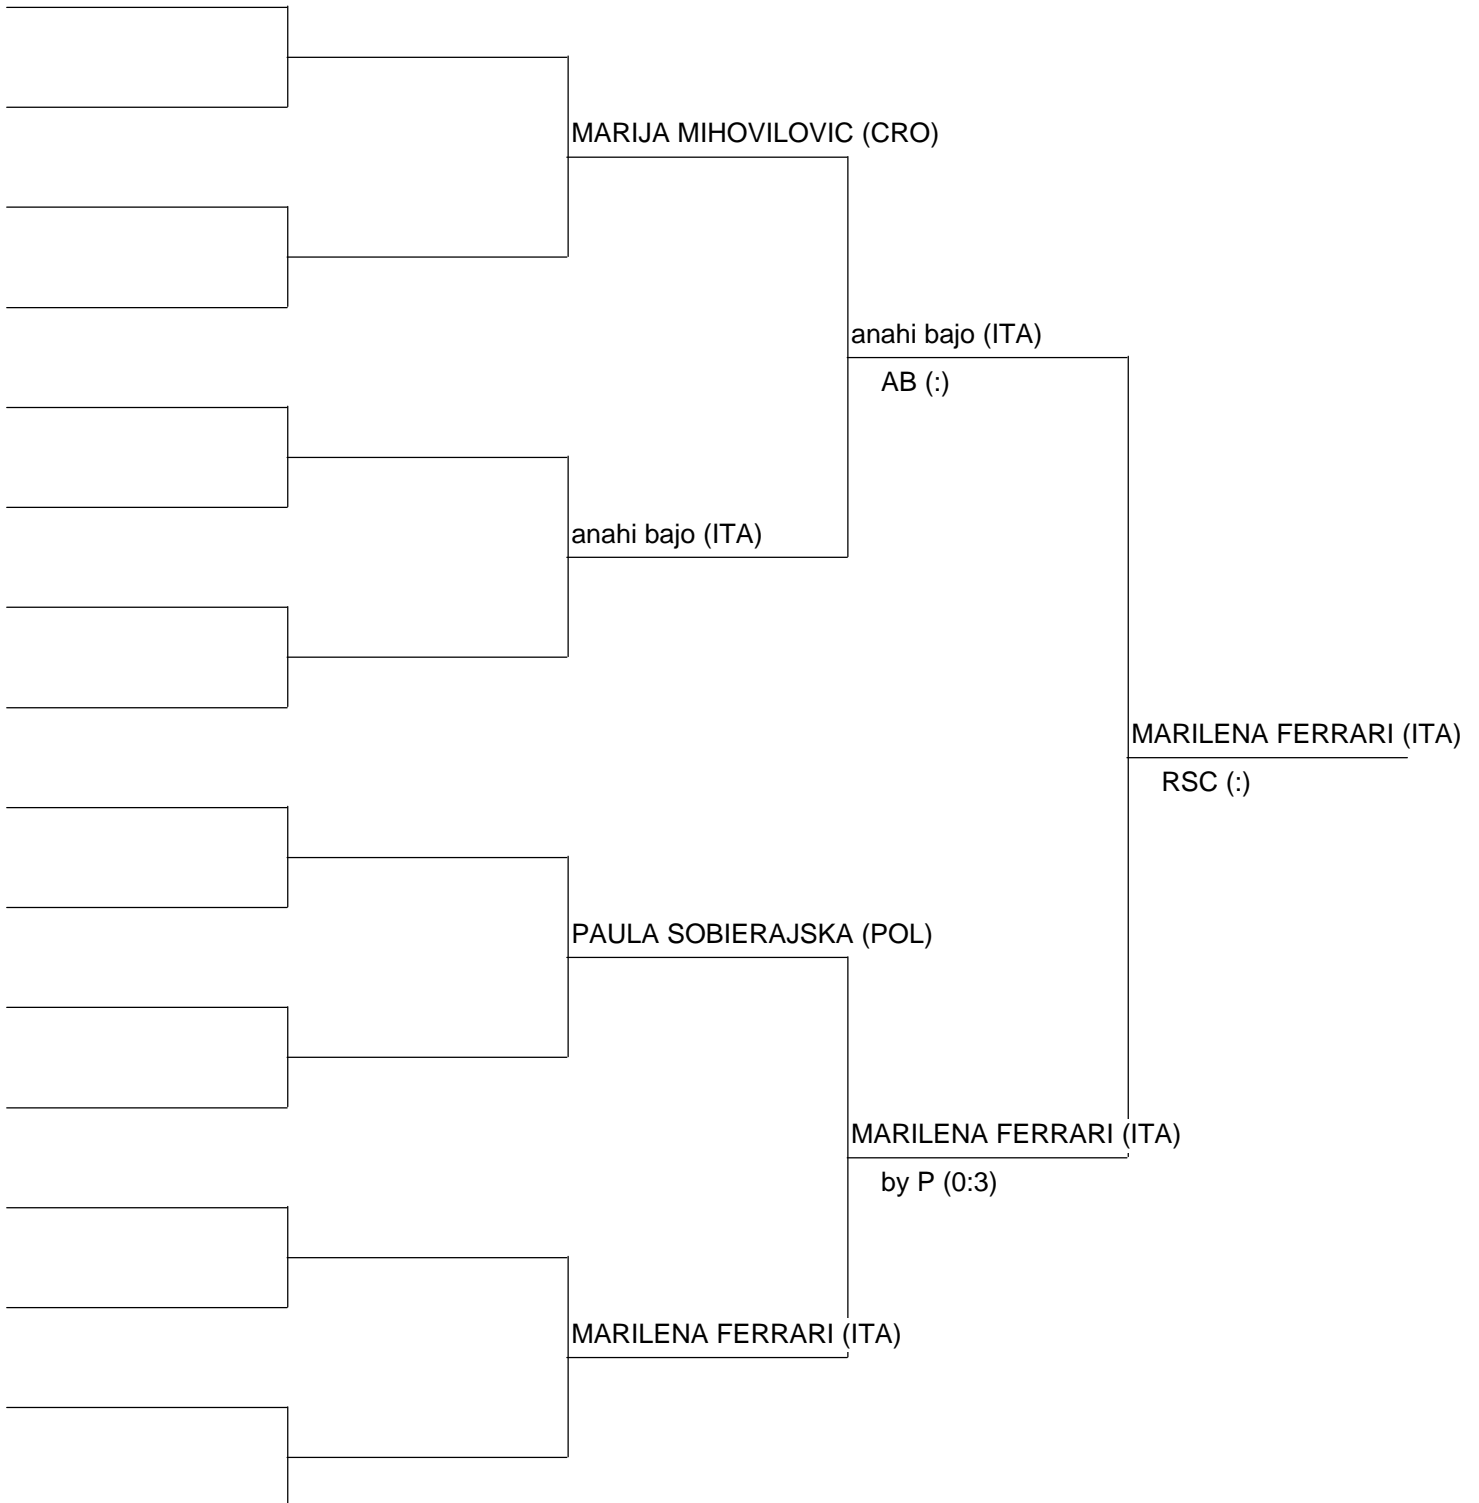 MARIJA MIHOVILOVIC (CRO)
anahi bajo (ITA)
AB (:)
anahi bajo (ITA)
MARILENA FERRARI (ITA)
RSC (:)
PAULA SOBIERAJSKA (POL)
MARILENA FERRARI (ITA)
by P (0:3)
MARILENA FERRARI (ITA)